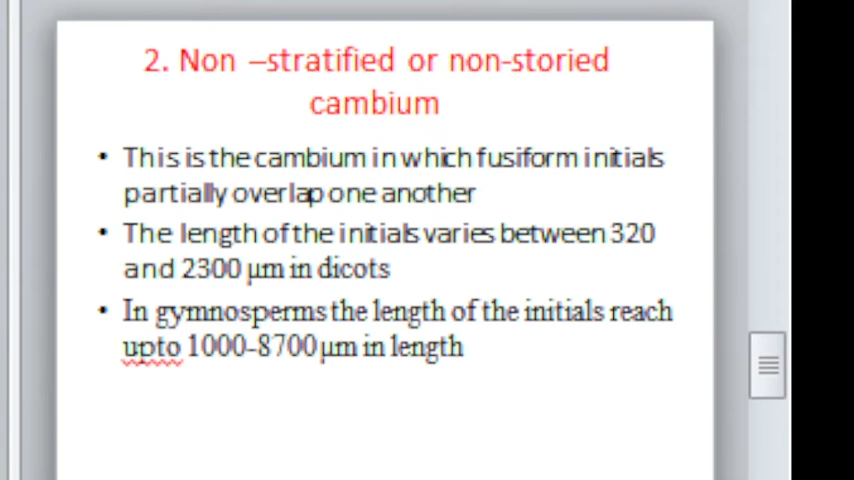 2. Non –stratified or non-storied
cambium
• This is the cambium in which fusiform initials
partially overlap one another
• The length of the initials varies between 320
and 2300 µm in dicots
• In gymnosperms the length of the initials reach
upto 1000-8700 µm in length